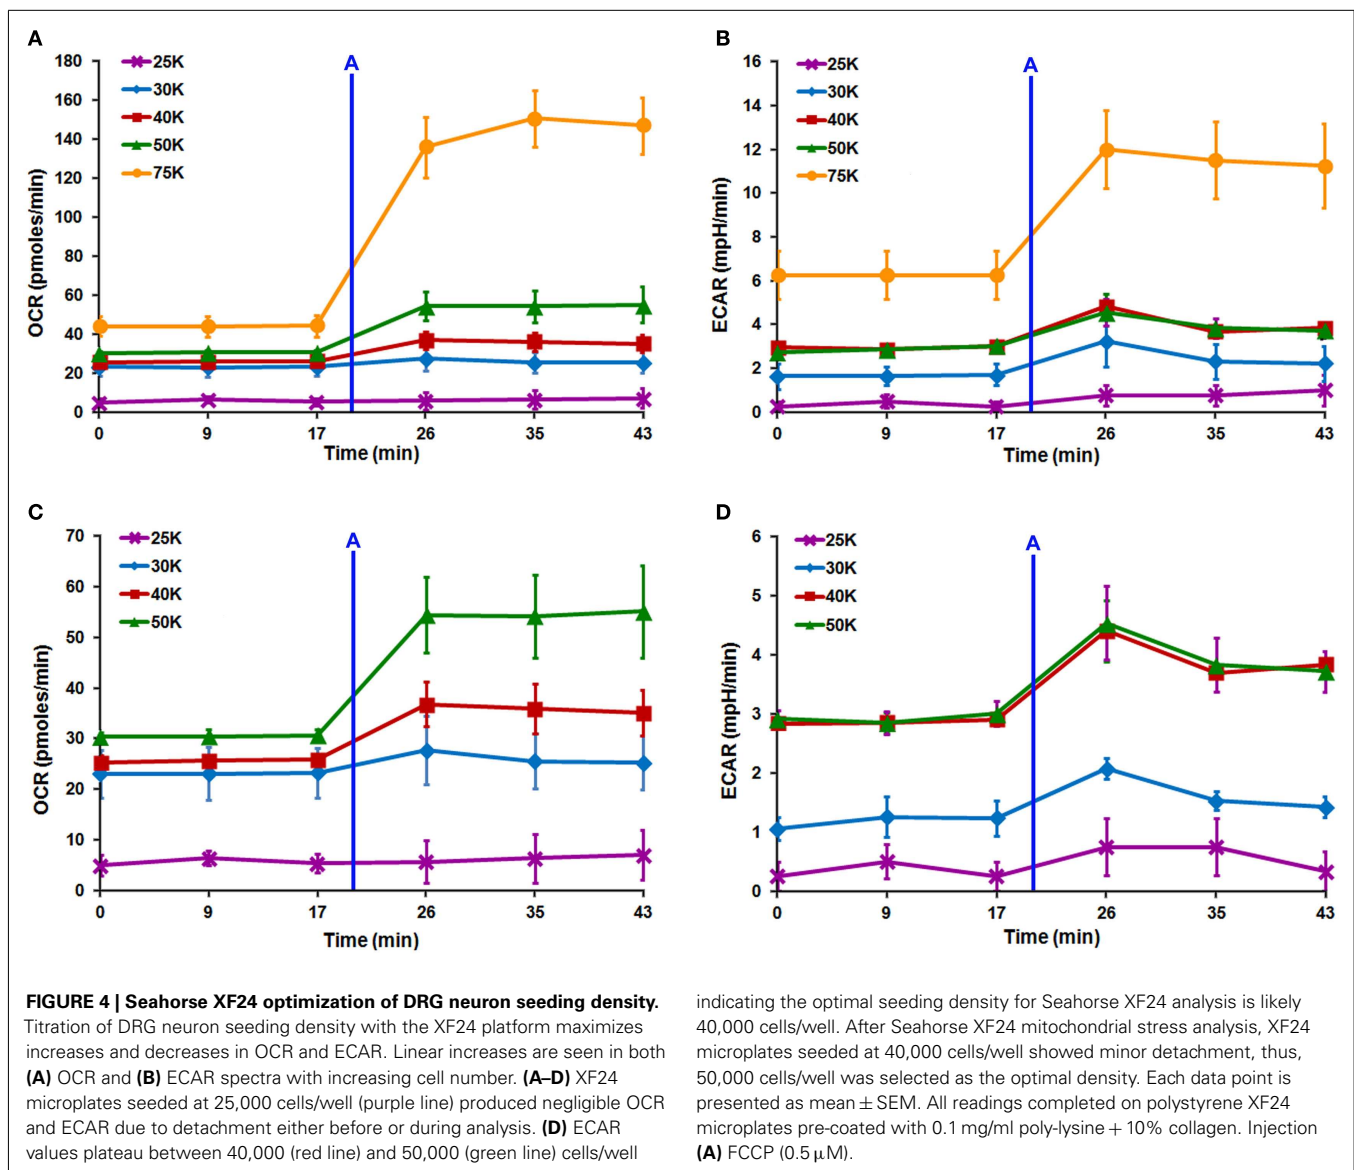 A
180
160
140
120
100
80
60
40
20
0
OCR (pmoles/min)
25K
30K
40K
50K
75K
A
0 9 17 26 35 43
Time (min)
B
16
14
12
10
8
6
4
2
0
ECAR (mpH/min)
25K
30K
40K
50K
75K
A
0 9 17 26 35 43
Time (min)
C
70
60
50
40
30
20
10
0
OCR (pmoles/min)
25K
30K
40K
50K
A
0 9 17 26 35 43
Time (min)
D
6
5
4
3
2
1
0
ECAR (mpH/min)
25K
30K
40K
50K
A
0 9 17 26 35 43
Time (min)
FIGURE 4 | Seahorse XF24 optimization of DRG neuron seeding density.
Titration of DRG neuron seeding density with the XF24 platform maximizes
increases and decreases in OCR and ECAR. Linear increases are seen in both
(A) OCR and (B) ECAR spectra with increasing cell number. (A–D) XF24
microplates seeded at 25,000 cells/well (purple line) produced negligible OCR
and ECAR due to detachment either before or during analysis. (D) ECAR
values plateau between 40,000 (red line) and 50,000 (green line) cells/well
indicating the optimal seeding density for Seahorse XF24 analysis is likely
40,000 cells/well. After Seahorse XF24 mitochondrial stress analysis, XF24
microplates seeded at 40,000 cells/well showed minor detachment, thus,
50,000 cells/well was selected as the optimal density. Each data point is
presented as mean ± SEM. All readings completed on polystyrene XF24
microplates pre-coated with 0.1 mg/ml poly-lysine + 10% collagen. Injection
(A) FCCP (0.5 μM).